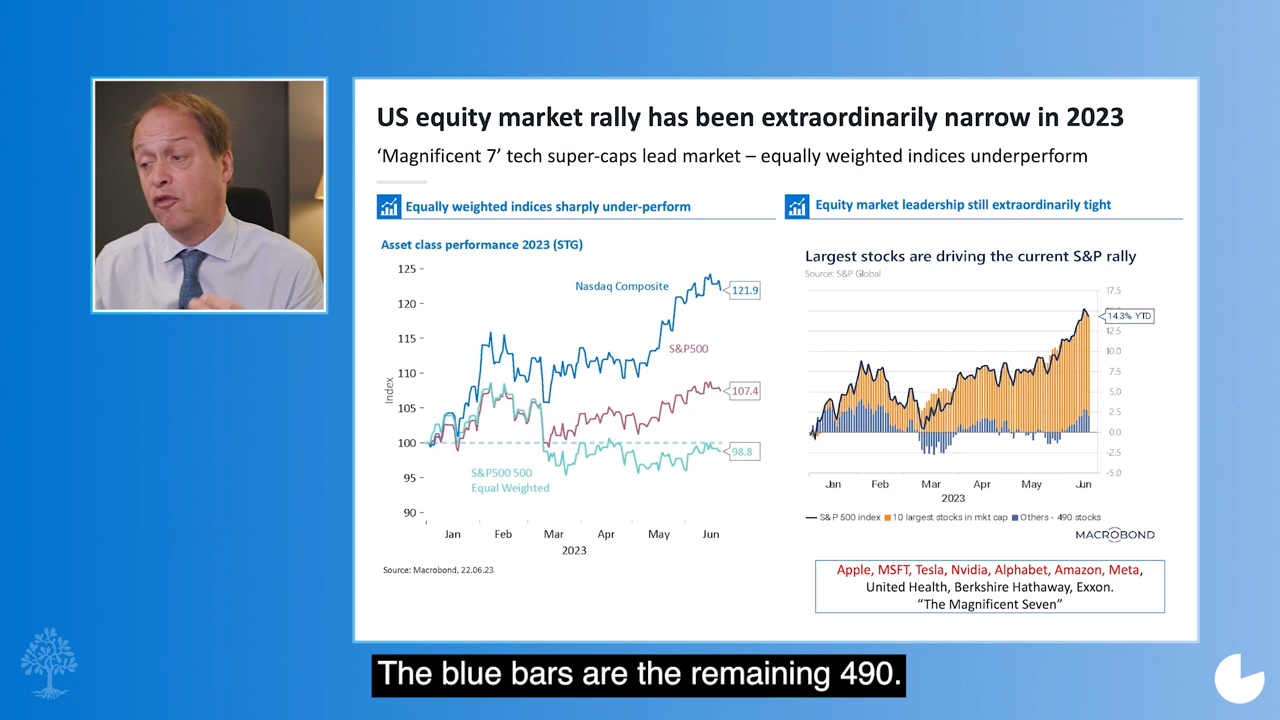 US equity market rally has been extraordinarily narrow in 2023
‘Magnificent 7’ tech super-caps lead market – equally weighted indices underperform
Equally weighted indices sharply under-perform
Asset class performance 2023 (STG)
125
120
115
110
105
100
95
90
Index
Nasdaq Composite
121.9
S&P500
107.4
S&P500 500
Equal Weighted
98.8
Jan Feb Mar Apr May Jun
2023
Source: Macrobond, 22.06.23
Equity market leadership still extraordinarily tight
Largest stocks are driving the current S&P rally
Source: S&P Global
17.5
14.3% YTD
12.5
10.0
7.5
5.0
2.5
0.0
-2.5
-5.0
Jan Feb Mar Apr May Jun
2023
S&P 500 index 10 largest stocks in mkt cap Others - 490 stocks
MACROBOND
Apple, MSFT, Tesla, Nvidia, Alphabet, Amazon, Meta,
United Health, Berkshire Hathaway, Exxon.
“The Magnificent Seven”
The blue bars are the remaining 490.